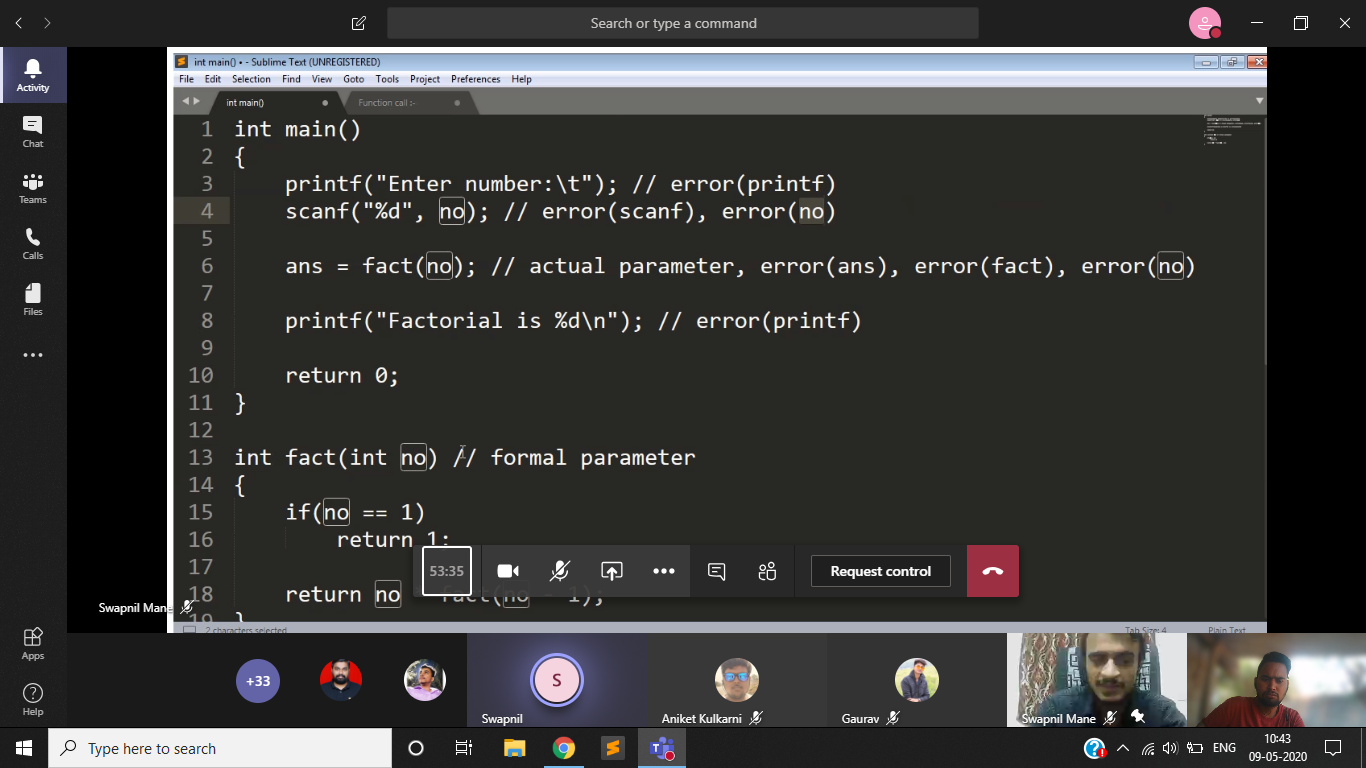 Search or type a command
Activity
Chat
Teams
Calls
Files
Apps
Help
int main() • - Sublime Text (UNREGISTERED)
File Edit Selection Find View Goto Tools Project Preferences Help
int main()
Function call :-
1 int main()
2 {
3 printf("Enter number:\t"); // error(printf)
4 scanf("%d", no); // error(scanf), error(no)
5
6 ans = fact(no); // actual parameter, error(ans), error(fact), error(no)
7
8 printf("Factorial is %d\n"); // error(printf)
9
10 return 0;
11 }
12
13 int fact(int no) // formal parameter
14 {
15 if(no == 1)
16 return 1;
17
18 return no fact(no - 1);
19 }
2 characters selected
Tab Size: 4
Plain Text
53:35
Request control
Swapnil Mane
+33
S
Swapnil
Aniket Kulkarni
Gaurav
Swapnil Mane
Type here to search
ENG
10:43
09-05-2020